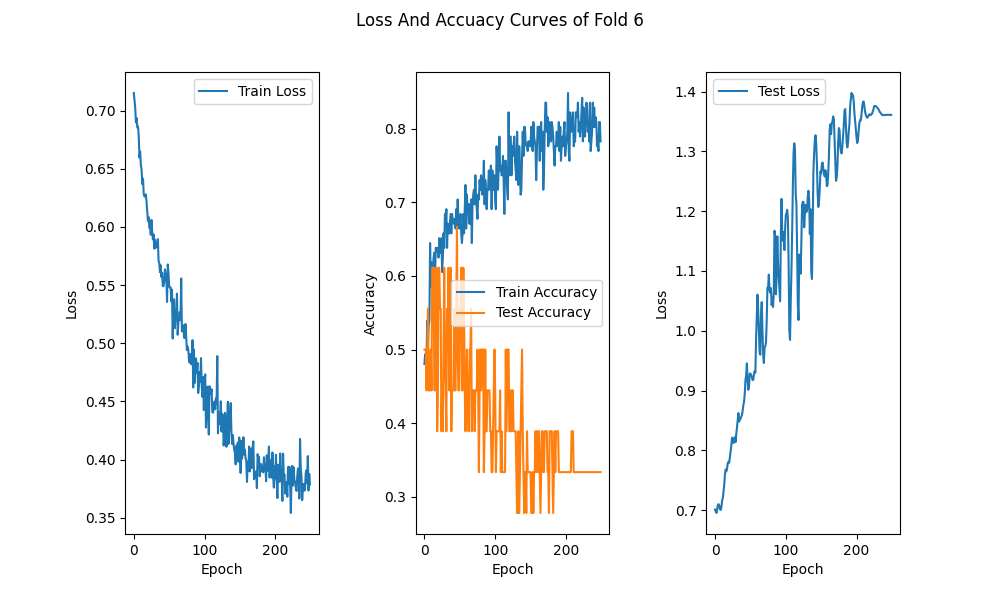 Loss And Accuacy Curves of Fold 6
Train Loss
0.70
0.65
0.60
0.55
0.50
0.45
0.40
0.35
Loss
0
100
200
Epoch
Train Accuracy
Test Accuracy
0.8
0.7
0.6
0.5
0.4
0.3
Accuracy
0
100
200
Epoch
Test Loss
1.4
1.3
1.2
1.1
1.0
0.9
0.8
0.7
Loss
0
100
200
Epoch